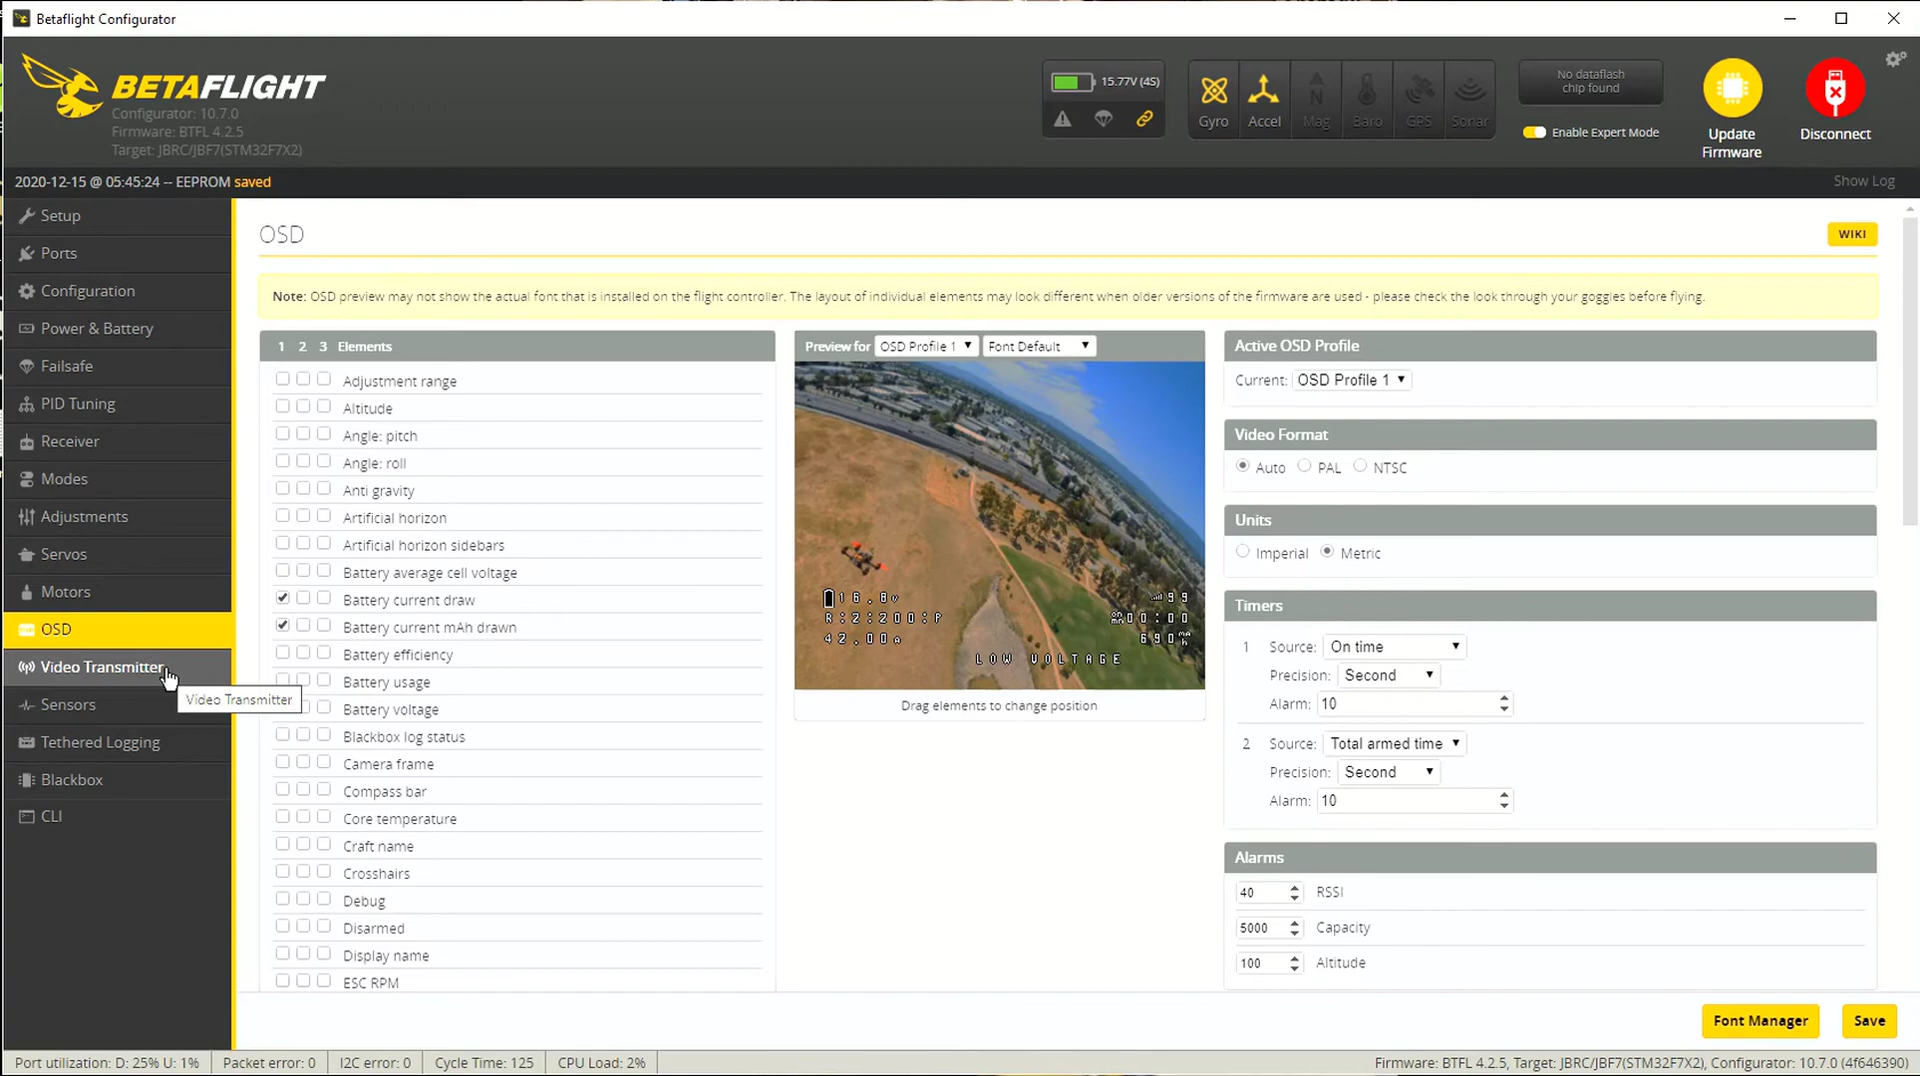 Betaflight Configurator
BETAFLIGHT
Configurator: 10.7.0
Firmware: BTFL 4.2.5
Target: JBRC/JBF7(STM32F7X2)
15.77V (4S)
Gyro
Accel
Mag
Baro
GPS
Sonar
No dataflash
chip found
Enable Expert Mode
Update
Firmware
Disconnect
2020-12-15 @ 05:45:24 -- EEPROM saved
Show Log
Setup
Ports
Configuration
Power & Battery
Failsafe
PID Tuning
Receiver
Modes
Adjustments
Servos
Motors
OSD
Video Transmitter
Video Transmitter
Sensors
Tethered Logging
Blackbox
CLI
OSD
WIKI
Note: OSD preview may not show the actual font that is installed on the flight controller. The layout of individual elements may look different when older versions of the firmware are used - please check the look through your goggles before flying.
1 2 3 Elements
Adjustment range
Altitude
Angle: pitch
Angle: roll
Anti gravity
Artificial horizon
Artificial horizon sidebars
Battery average cell voltage
Battery current draw
Battery current mAh drawn
Battery efficiency
Battery usage
Battery voltage
Blackbox log status
Camera frame
Compass bar
Core temperature
Craft name
Crosshairs
Debug
Disarmed
Display name
ESC RPM
Preview for OSD Profile 1 Font Default
16.8V
99
R:2:200:P
00:00
42.00A
690
LOW VOLTAGE
Drag elements to change position
Active OSD Profile
Current: OSD Profile 1
Video Format
Auto PAL NTSC
Units
Imperial Metric
Timers
1 Source: On time
Precision: Second
Alarm: 10
2 Source: Total armed time
Precision: Second
Alarm: 10
Alarms
40 RSSI
5000 Capacity
100 Altitude
Font Manager
Save
Port utilization: D: 25% U: 1%
Packet error: 0
I2C error: 0
Cycle Time: 125
CPU Load: 2%
Firmware: BTFL 4.2.5, Target: JBRC/JBF7(STM32F7X2), Configurator: 10.7.0 (4f646390)